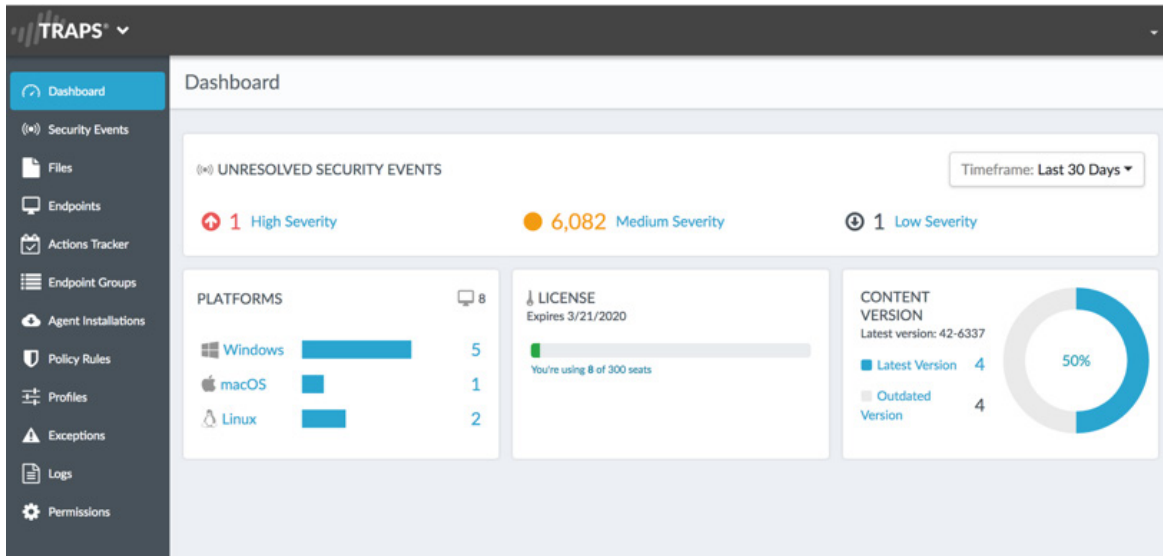 TRAPS
Dashboard
Security Events
Files
Endpoints
Actions Tracker
Endpoint Groups
Agent Installations
Policy Rules
Profiles
Exceptions
Logs
Permissions
Dashboard
UNRESOLVED SECURITY EVENTS
Timeframe: Last 30 Days
1 High Severity
6,082 Medium Severity
1 Low Severity
PLATFORMS
8
Windows 5
macOS 1
Linux 2
LICENSE
Expires 3/21/2020
You're using 8 of 300 seats
CONTENT
VERSION
Latest version: 42-6337
Latest Version 4
Outdated
Version 4
50%